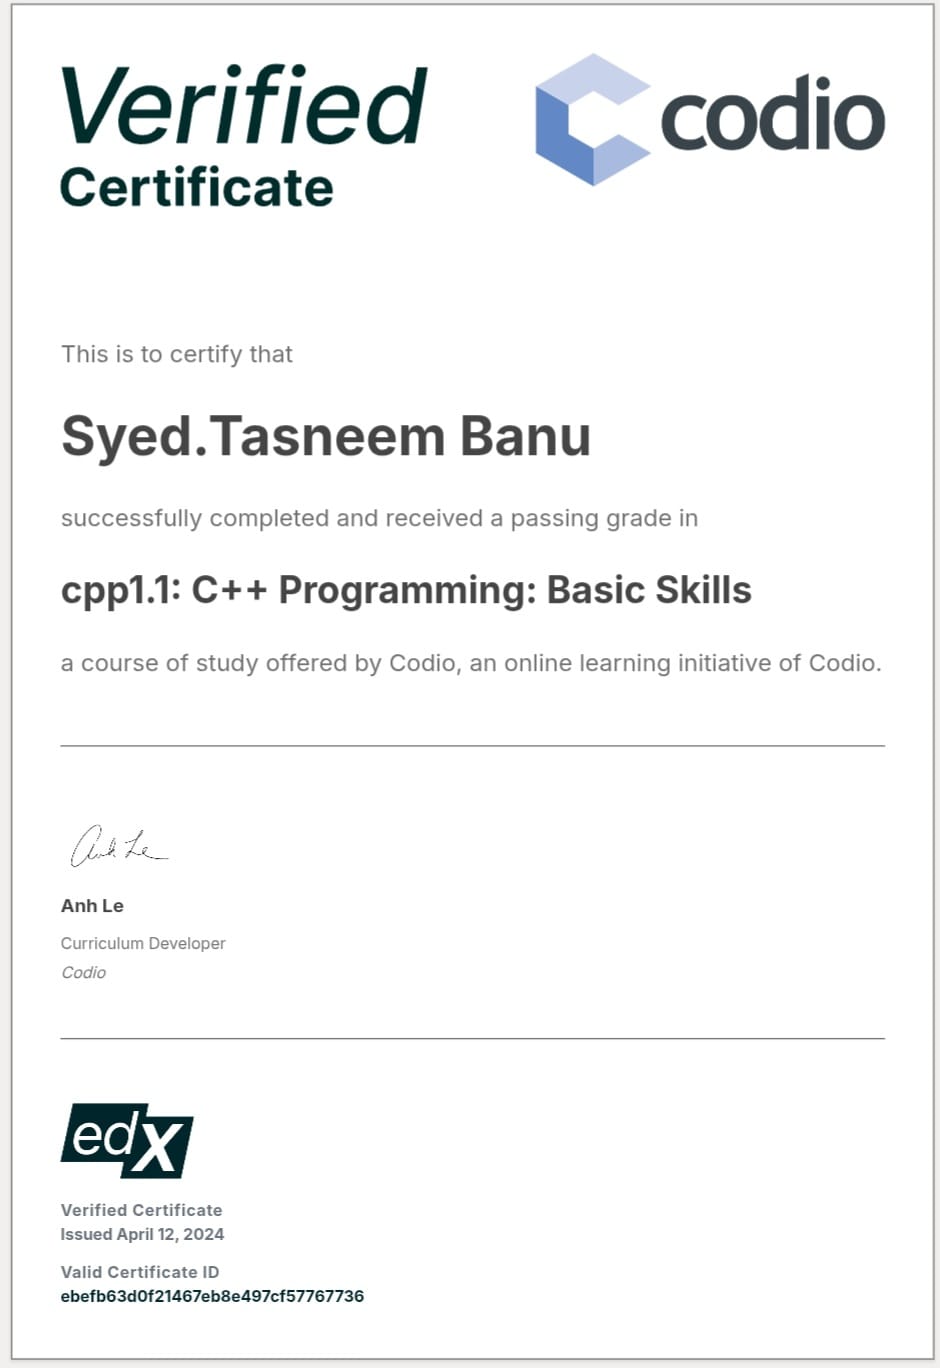 Verified
Certificate
codio
This is to certify that
Syed.Tasneem Banu
successfully completed and received a passing grade in
cpp1.1: C++ Programming: Basic Skills
a course of study offered by Codio, an online learning initiative of Codio.
Anh Le
Anh Le
Curriculum Developer
Codio
edX
Verified Certificate
Issued April 12, 2024
Valid Certificate ID
ebefb63d0f21467eb8e497cf57767736